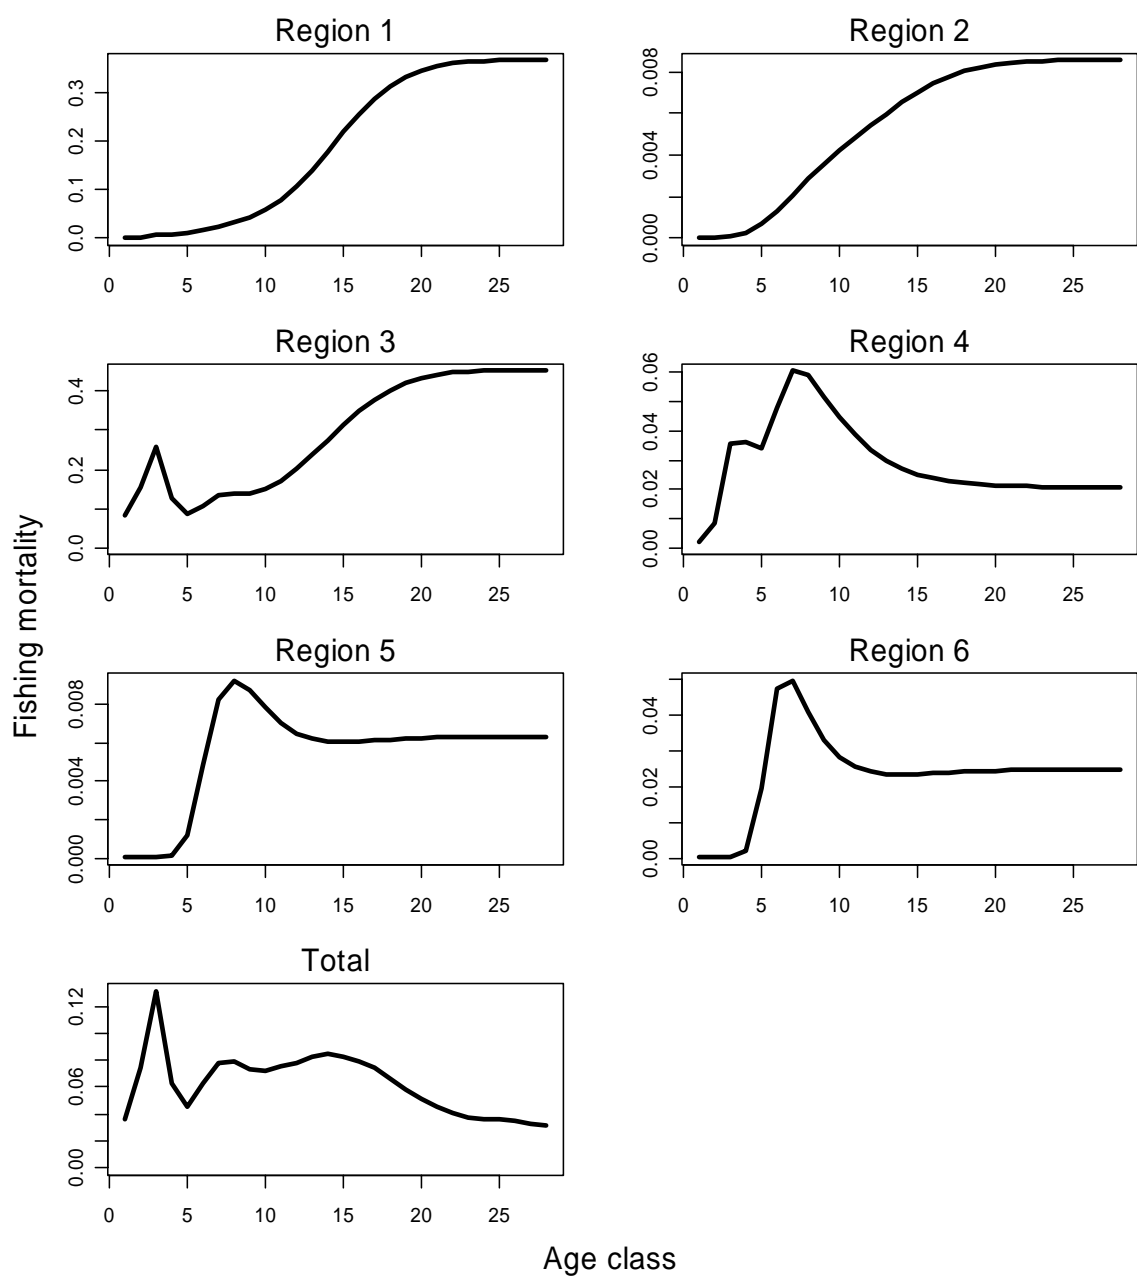 Region 1
0.0 0.1 0.2 0.3
0 5 10 15 20 25
Region 2
0.000 0.004 0.008
0 5 10 15 20 25
Region 3
0.0 0.2 0.4
0 5 10 15 20 25
Region 4
0.00 0.02 0.04 0.06
0 5 10 15 20 25
Fishing mortality
Region 5
0.000 0.004 0.008
0 5 10 15 20 25
Region 6
0.00 0.02 0.04
0 5 10 15 20 25
Total
0.00 0.06 0.12
0 5 10 15 20 25
Age class